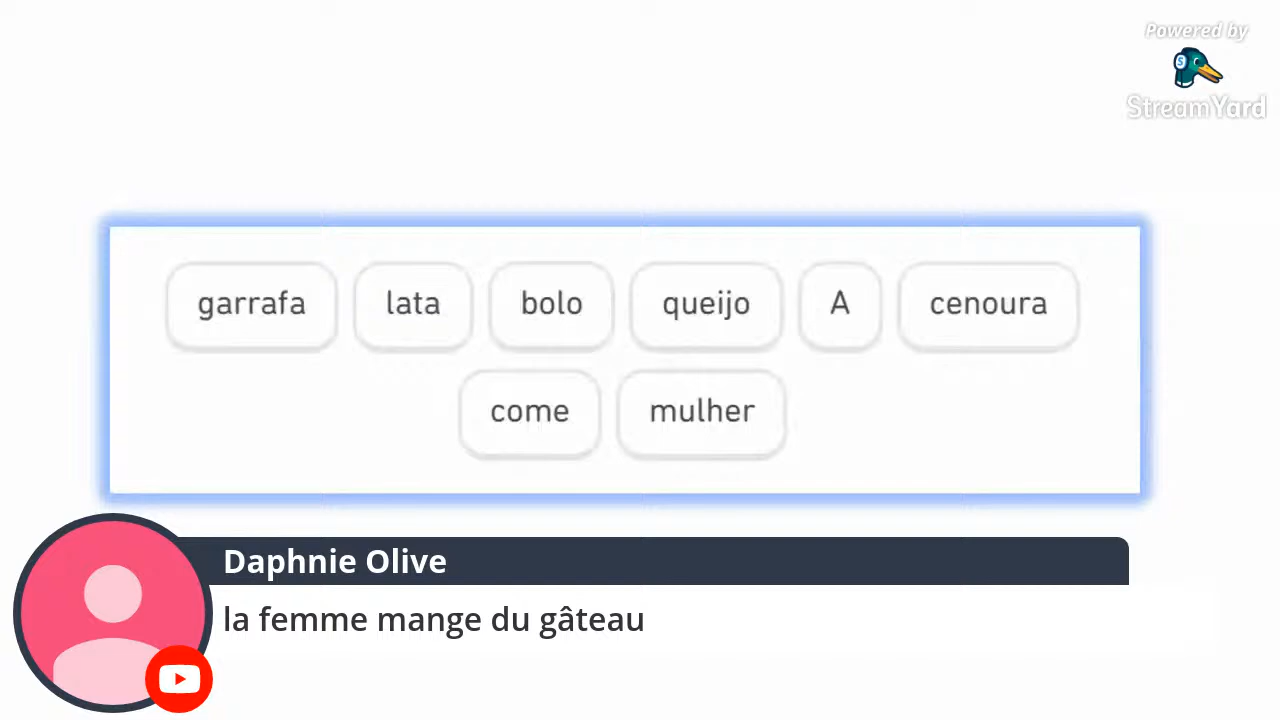 Powered by
StreamYard
garrafa lata bolo queijo A cenoura
come mulher
Daphnie Olive
la femme mange du gâteau